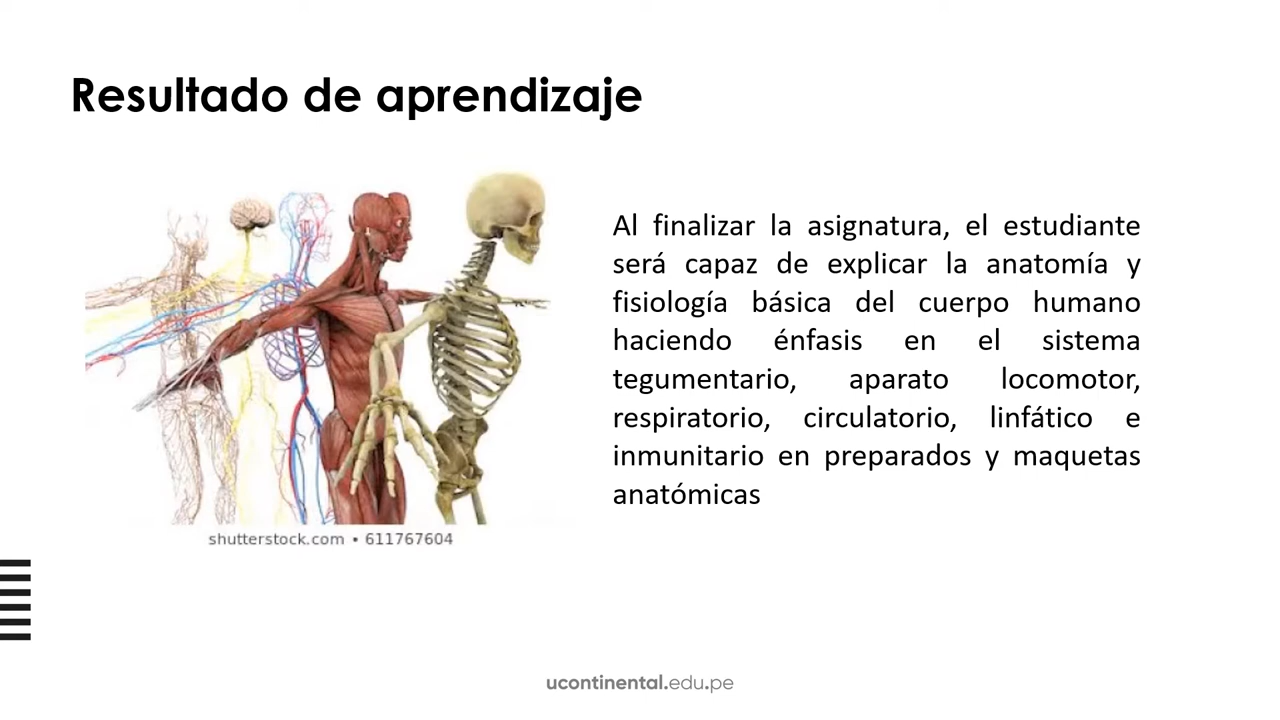 Resultado de aprendizaje
Al finalizar la asignatura, el estudiante
será capaz de explicar la anatomía y
fisiología básica del cuerpo humano
haciendo énfasis en el sistema
tegumentario, aparato locomotor,
respiratorio, circulatorio, linfático e
inmunitario en preparados y maquetas
anatómicas
shutterstock.com • 611767604
ucontinental.edu.pe